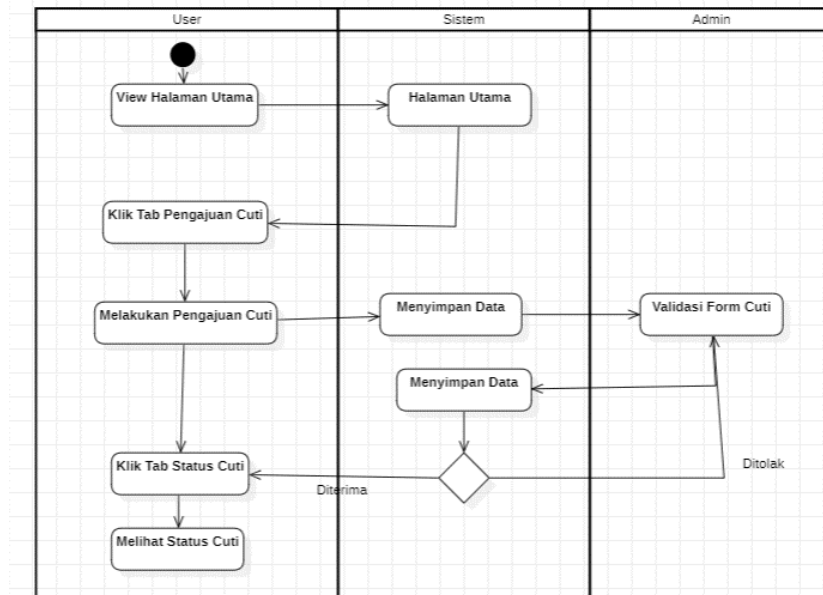 User
Sistem
Admin
View Halaman Utama
Halaman Utama
Klik Tab Pengajuan Cuti
Melakukan Pengajuan Cuti
Menyimpan Data
Validasi Form Cuti
Menyimpan Data
Klik Tab Status Cuti
Diterima
Ditolak
Melihat Status Cuti